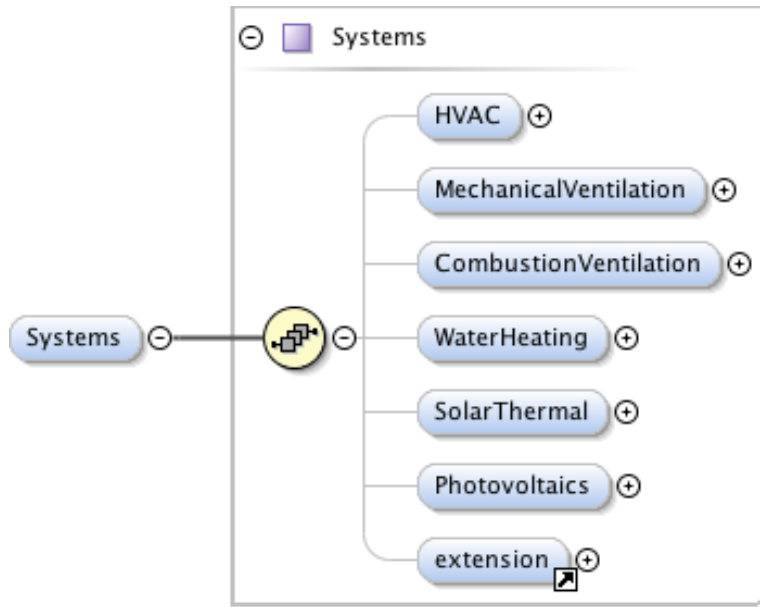 Systems
HVAC
MechanicalVentilation
CombustionVentilation
Systems
WaterHeating
SolarThermal
Photovoltaics
extension